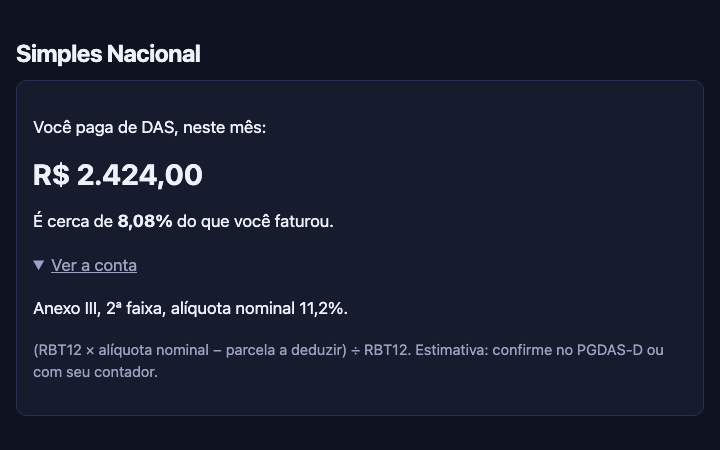 Simples Nacional
Você paga de DAS, neste mês:
R$ 2.424,00
É cerca de 8,08% do que você faturou.
▼ Ver a conta
Anexo III, 2ª faixa, alíquota nominal 11,2%.
(RBT12 × alíquota nominal − parcela a deduzir) ÷ RBT12. Estimativa: confirme no PGDAS-D ou
com seu contador.